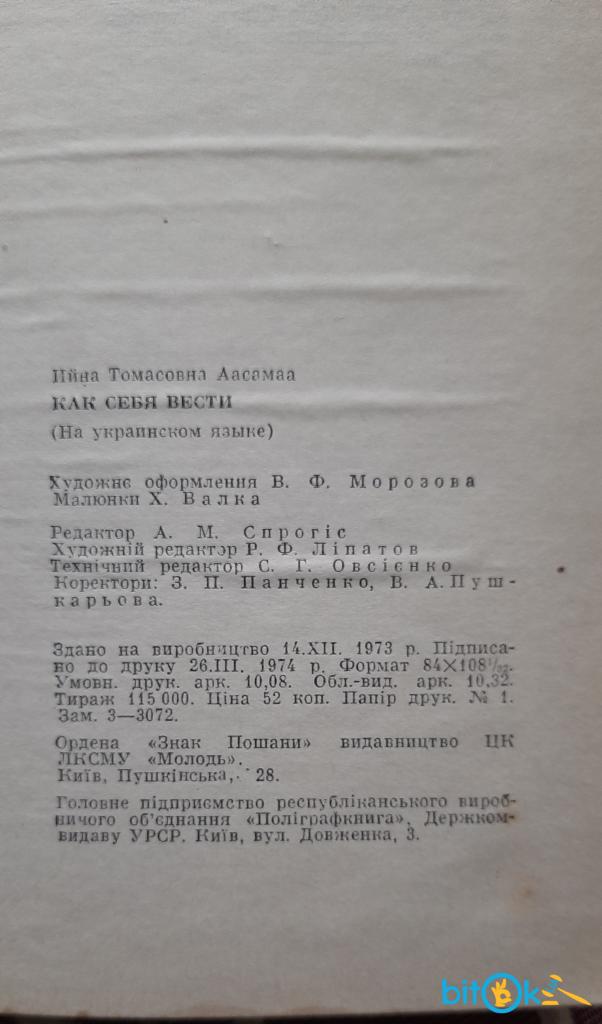 Ийна Томасовна Аасамаа
КАК СЕБЯ ВЕСТИ
(На украинском языке)
Художнє оформлення В. Ф. Морозова
Малюнки Х. Валка
Редактор А. М. Спрогіс
Художній редактор Р. Ф. Ліпатов
Технічний редактор С. Г. Овсієнко
Коректори: З. П. Панченко, В. А. Пуш-
карьова.
Здано на виробництво 14.XII. 1973 р. Підписа-
но до друку 26.III. 1974 р. Формат 84×108¹/₃₂.
Умовн. друк. арк. 10,08. Обл.-вид. арк. 10,32.
Тираж 115 000. Ціна 52 коп. Папір друк. № 1.
Зам. 3—3072.
Ордена «Знак Пошани» видавництво ЦК
ЛКСМУ «Молодь».
Київ, Пушкінська, 28.
Головне підприємство республіканського вироб-
ничого об'єднання «Поліграфкнига», Держком-
видаву УРСР. Київ, вул. Довженка, 3.
bitok